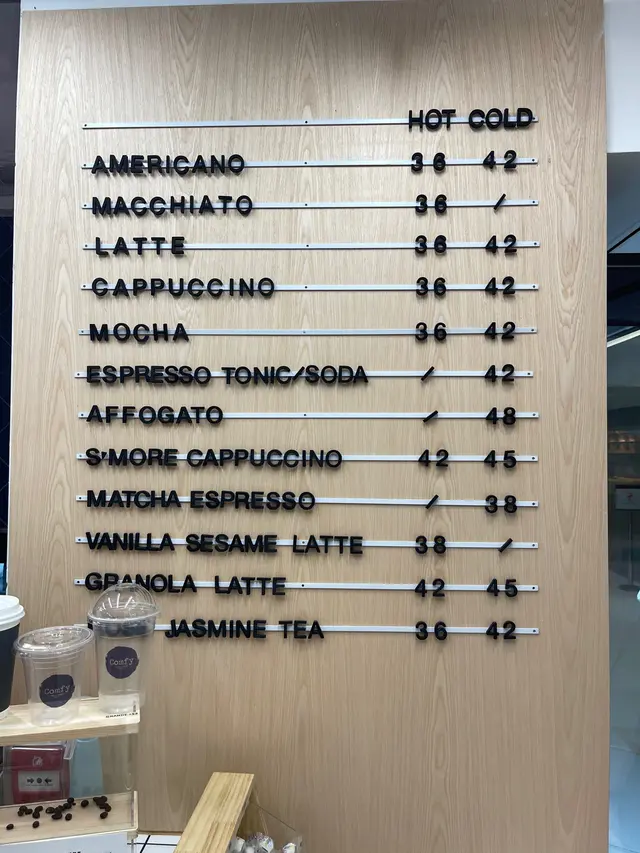 HOT COLD
AMERICANO 36 42
MACCHIATO 36 /
LATTE 36 42
CAPPUCCINO 36 42
MOCHA 36 42
ESPRESSO TONIC/SODA / 42
AFFOGATO / 48
S'MORE CAPPUCCINO 42 45
MATCHA ESPRESSO / 38
VANILLA SESAME LATTE 38 /
GRANOLA LATTE 42 45
JASMINE TEA 36 42
Comfy
Comfy